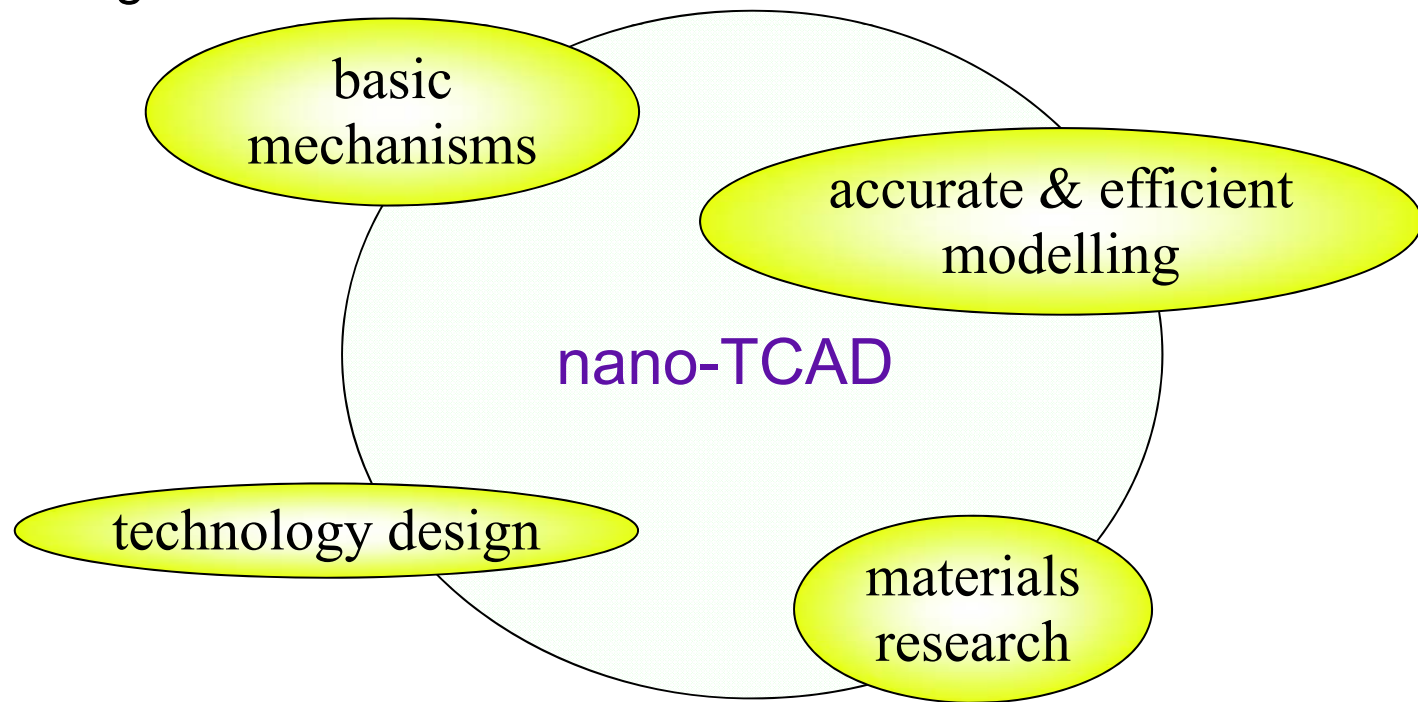 basic
mechanisms
accurate & efficient
modelling
nano-TCAD
technology design
materials
research